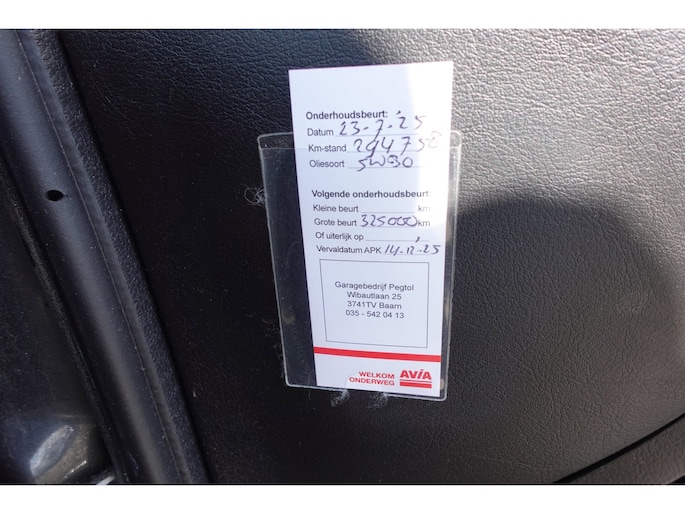 Onderhoudsbeurt:
Datum 23-7-'25
Km-stand 294758
Oliesoort 5W30
Volgende onderhoudsbeurt:
Kleine beurt km
Grote beurt 325000 km
Of uiterlijk op
Vervaldatum APK 14-12-25
Garagebedrijf Pegtol
Wibautlaan 25
3741TV Baarn
035 - 542 04 13
WELKOM
ONDERWEG
AVIA